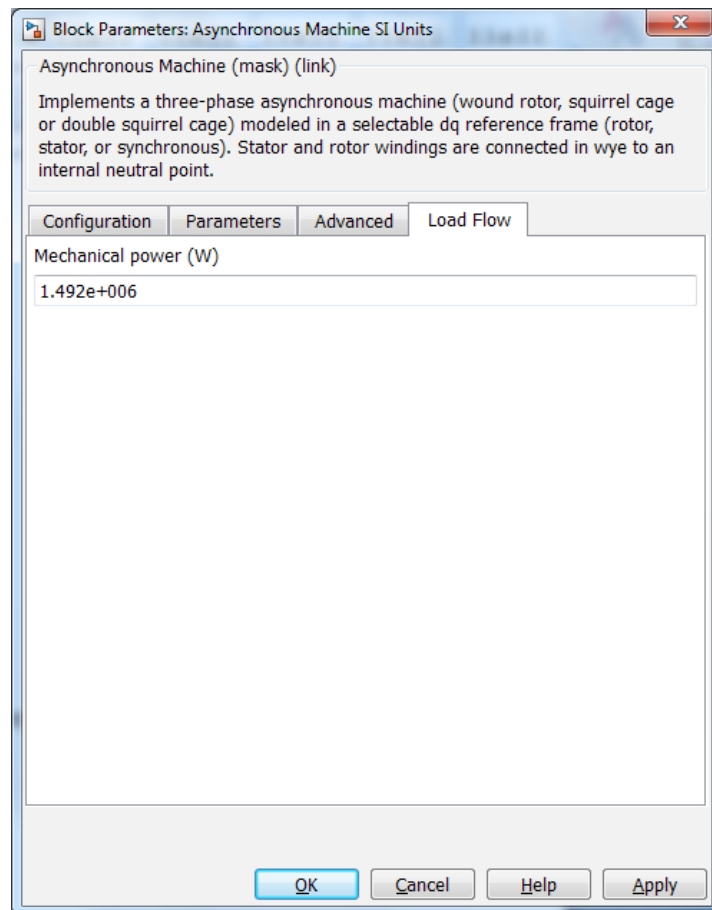 Block Parameters: Asynchronous Machine SI Units
Asynchronous Machine (mask) (link)
Implements a three-phase asynchronous machine (wound rotor, squirrel cage
or double squirrel cage) modeled in a selectable dq reference frame (rotor,
stator, or synchronous). Stator and rotor windings are connected in wye to an
internal neutral point.
Configuration Parameters Advanced Load Flow
Mechanical power (W)
1.492e+006
OK Cancel Help Apply